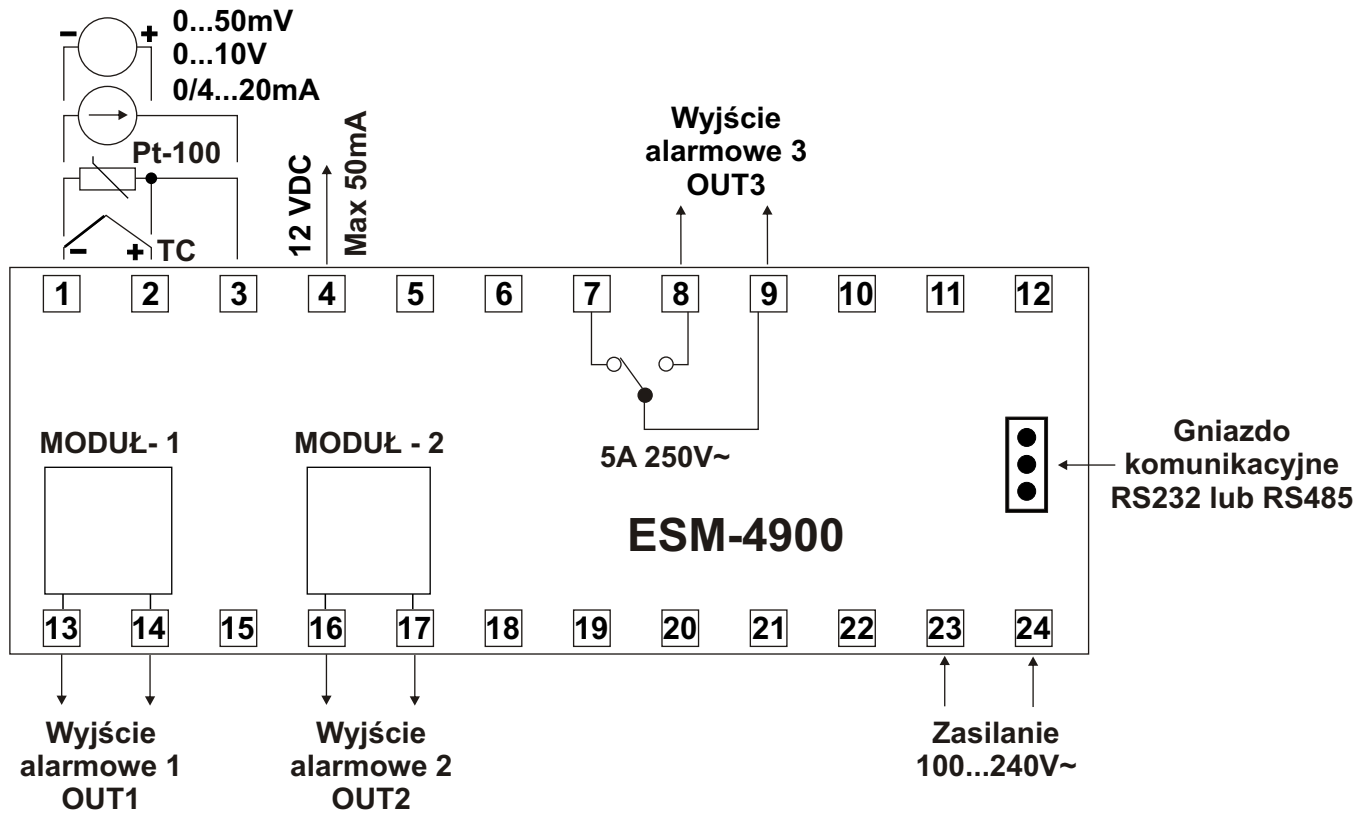 - + 0...50mV
0...10V
0/4...20mA
Pt-100
- + TC
12 VDC
Max 50mA
Wyjście
alarmowe 3
OUT3
1 2 3 4 5 6 7 8 9 10 11 12
MODUŁ- 1
MODUŁ - 2
5A 250V~
ESM-4900
Gniazdo
komunikacyjne
RS232 lub RS485
13 14 15 16 17 18 19 20 21 22 23 24
Wyjście
alarmowe 1
OUT1
Wyjście
alarmowe 2
OUT2
Zasilanie
100...240V~